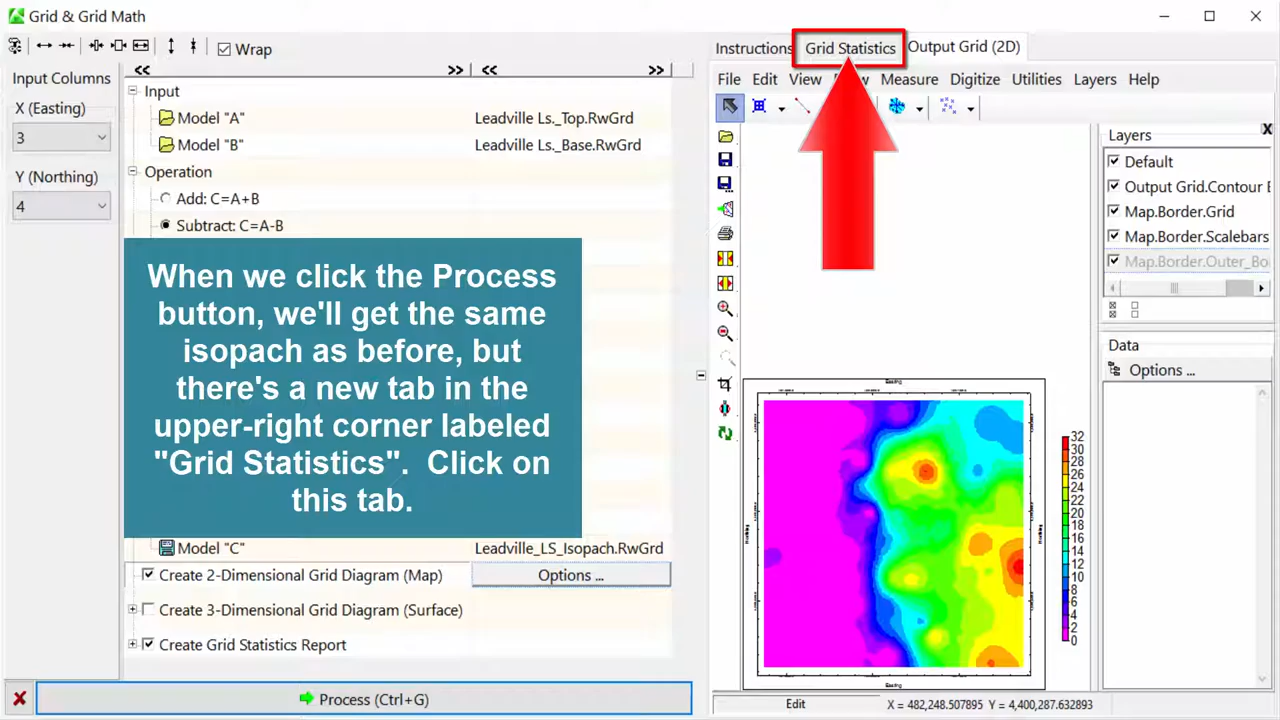 Grid & Grid Math
Wrap
Input Columns
X (Easting)
3
Y (Northing)
4
<< >> << >>
Input
Model "A" Leadville Ls._Top.RwGrd
Model "B" Leadville Ls._Base.RwGrd
Operation
Add: C=A+B
Subtract: C=A-B
When we click the Process
button, we'll get the same
isopach as before, but
there's a new tab in the
upper-right corner labeled
"Grid Statistics". Click on
this tab.
Model "C" Leadville_LS_Isopach.RwGrd
Create 2-Dimensional Grid Diagram (Map) Options ...
Create 3-Dimensional Grid Diagram (Surface)
Create Grid Statistics Report
Process (Ctrl+G)
Instructions Grid Statistics Output Grid (2D)
File Edit View Measure Digitize Utilities Layers Help
Layers
Default
Output Grid.Contour
Map.Border.Grid
Map.Border.Scalebars
Map.Border.Outer_Bo
Data
Options ...
Easting
Northing
Northing
Easting
32
30
28
26
24
22
20
18
16
14
12
10
8
6
4
2
0
Edit X = 482,248.507895 Y = 4,400,287.632893